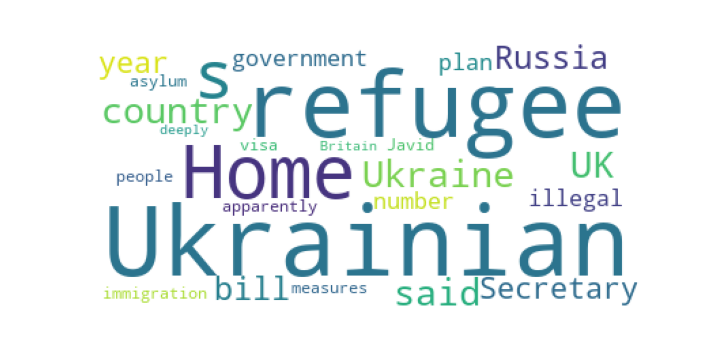 year s government plan Russia
asylum refugee
country
deeply
visa Britain Javid
people Home Ukraine UK
apparently number illegal
Ukrainian
immigration bill measures said Secretary